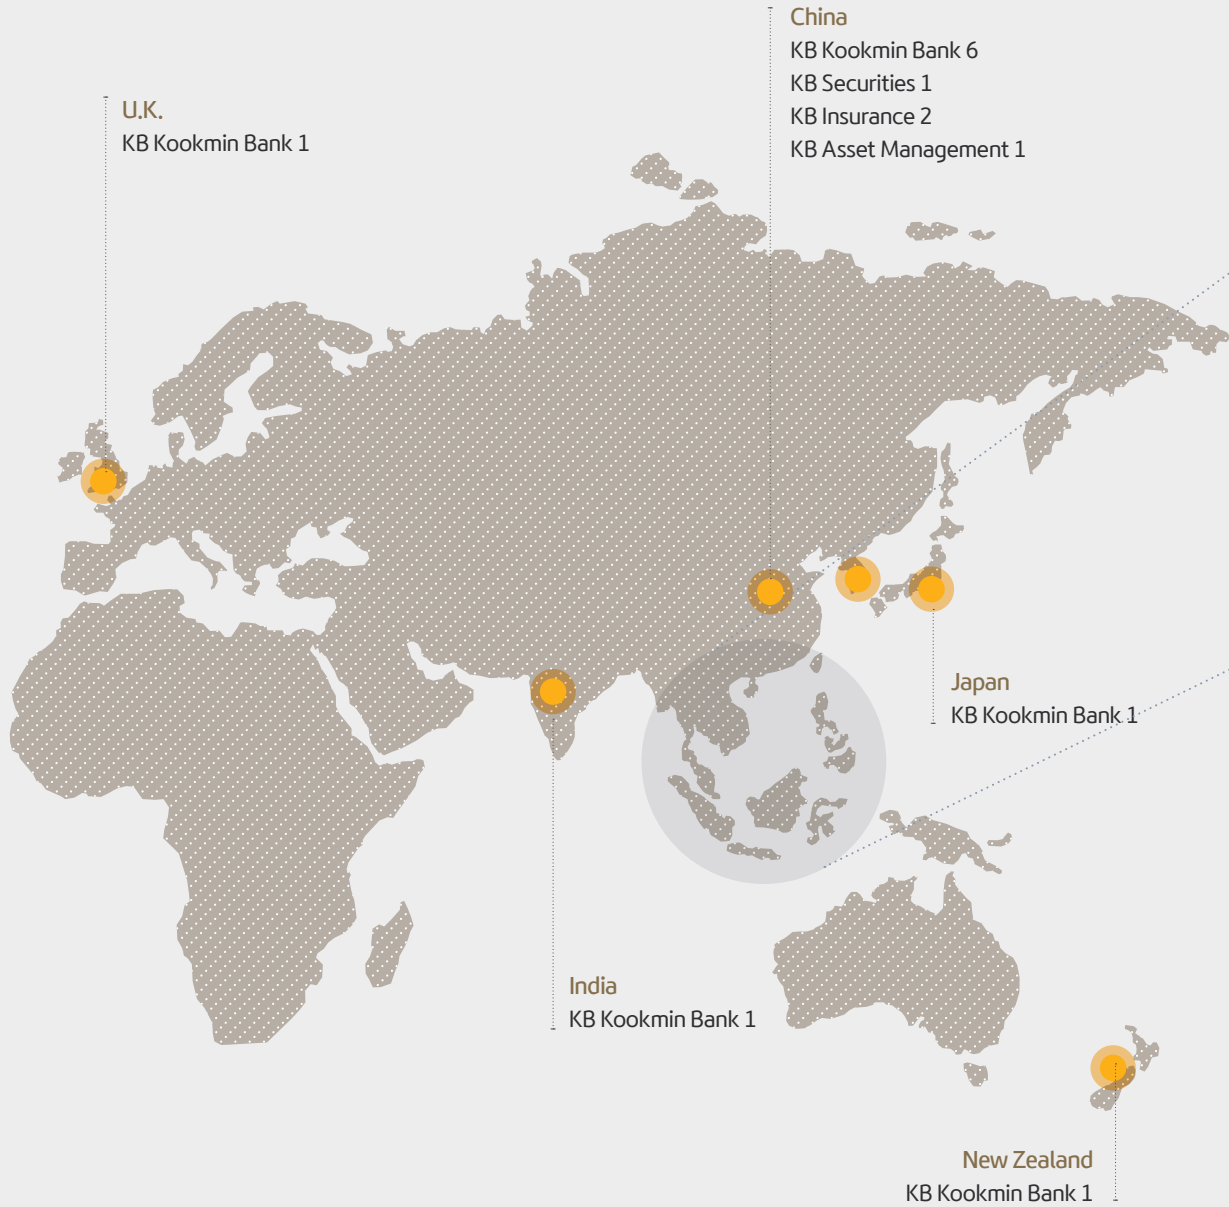 China
KB Kookmin Bank 6
KB Securities 1
KB Insurance 2
KB Asset Management 1
U.K.
KB Kookmin Bank 1
Japan
KB Kookmin Bank 1
India
KB Kookmin Bank 1
New Zealand
KB Kookmin Bank 1